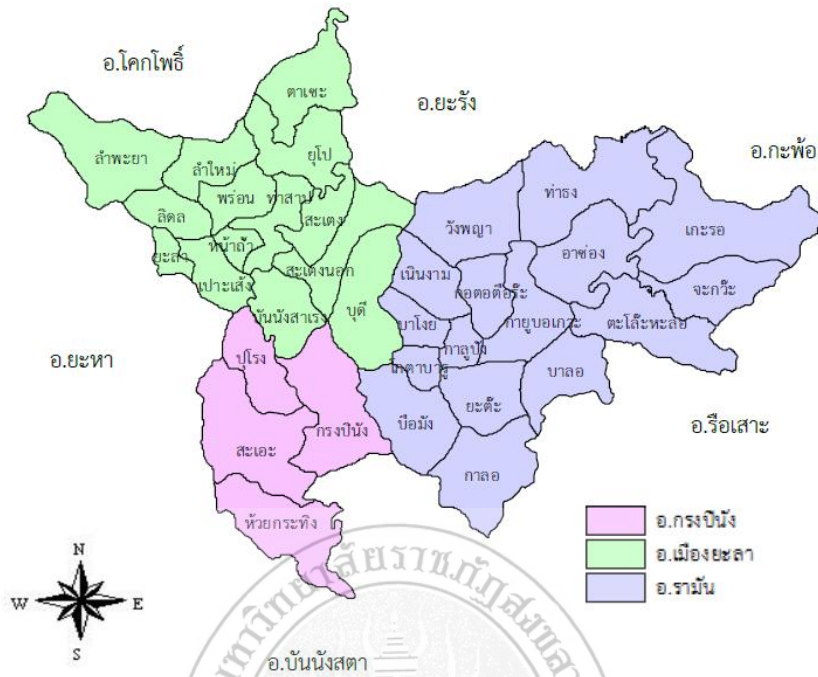 อ.โคกโพธิ์
อ.ยะรัง
อ.กะพ้อ
ตาเซะ
ลำพะยา
ลำใหม่
ยุโป
พร่อน
ท่าสาป
สะเตง
ลิดล
หน้าถ้ำ
ยะลา
เปาะเส้ง
สะเตงนอก
บันนังสาเรง
บุดี
วังพญา
ท่าธง
เกะรอ
อาซ่อง
เนินงาม
กอตอตือร๊ะ
จะกว๊ะ
บาโงย
กายูบอเกาะ
ตะโล๊ะหะลอ
กาลูปัง
โกตาบารู
บาลอ
ยะต๊ะ
บือมัง
กาลอ
อ.ยะหา
ปุโรง
กรงปินัง
สะเอะ
ห้วยกระทิง
อ.รือเสาะ
อ.กรงปินัง
อ.เมืองยะลา
อ.รามัน
N
W
E
S
อ.บันนังสตา